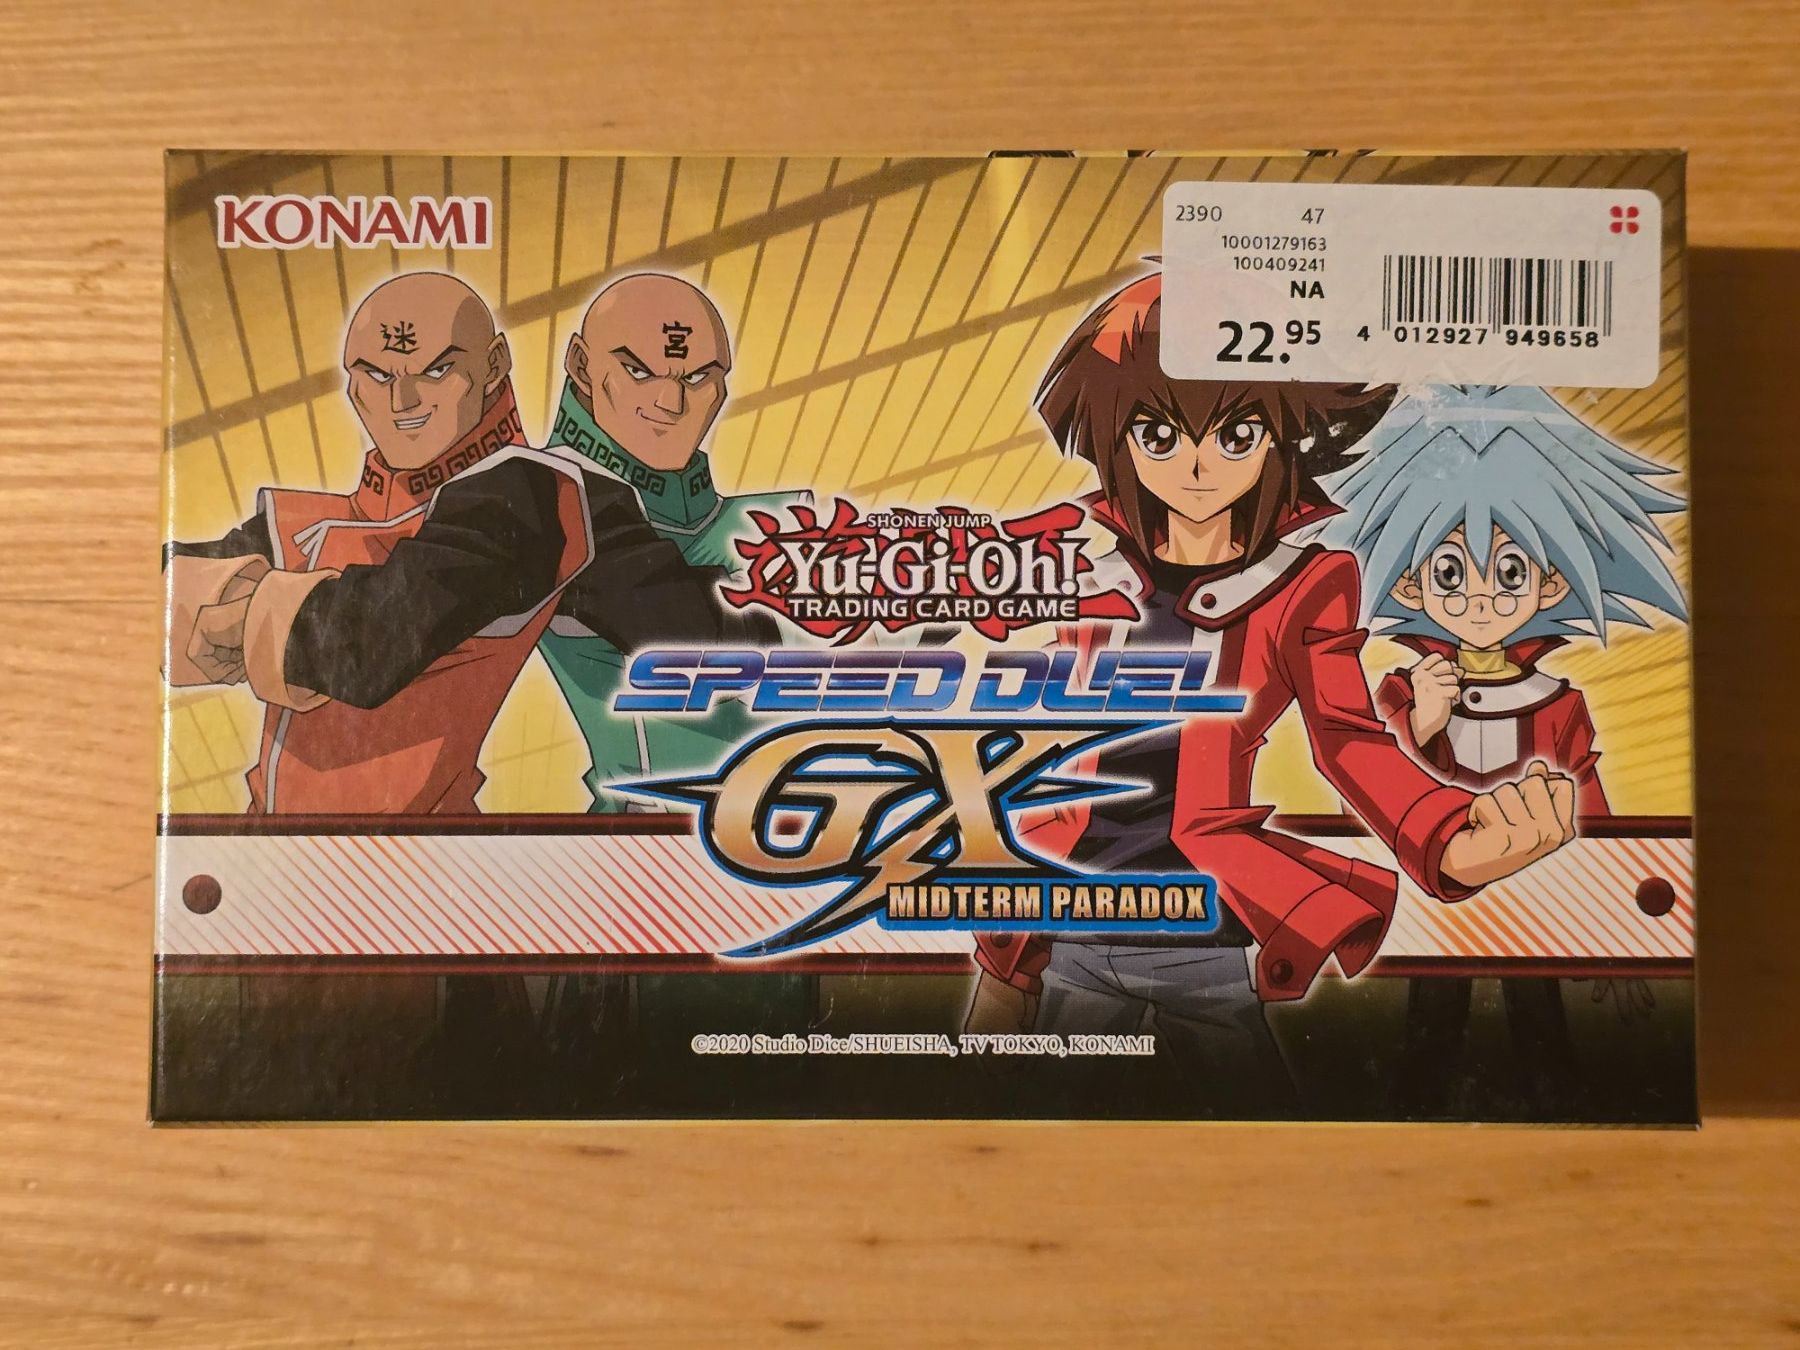 KONAMI
2390 47
10001279163
100409241
NA
22.95
4 012927 949658
迷
宮
SHONEN JUMP
Yu-Gi-Oh!
TRADING CARD GAME
SPEED DUEL
GX
MIDTERM PARADOX
©2020 Studio Dice/SHUEISHA, TV TOKYO, KONAMI